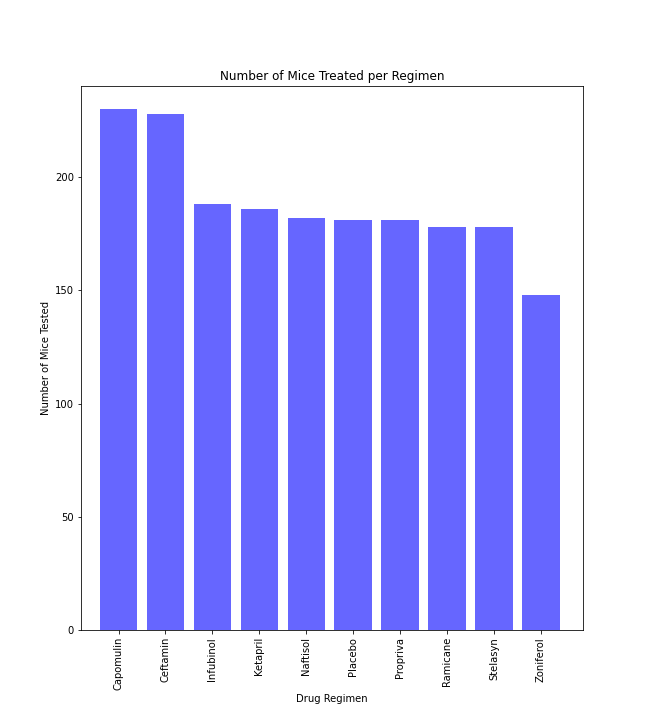 Number of Mice Treated per Regimen
200
150
100
50
0
Number of Mice Tested
Capomulin
Ceftamin
Infubinol
Ketapril
Naftisol
Placebo
Propriva
Ramicane
Stelasyn
Zoniferol
Drug Regimen